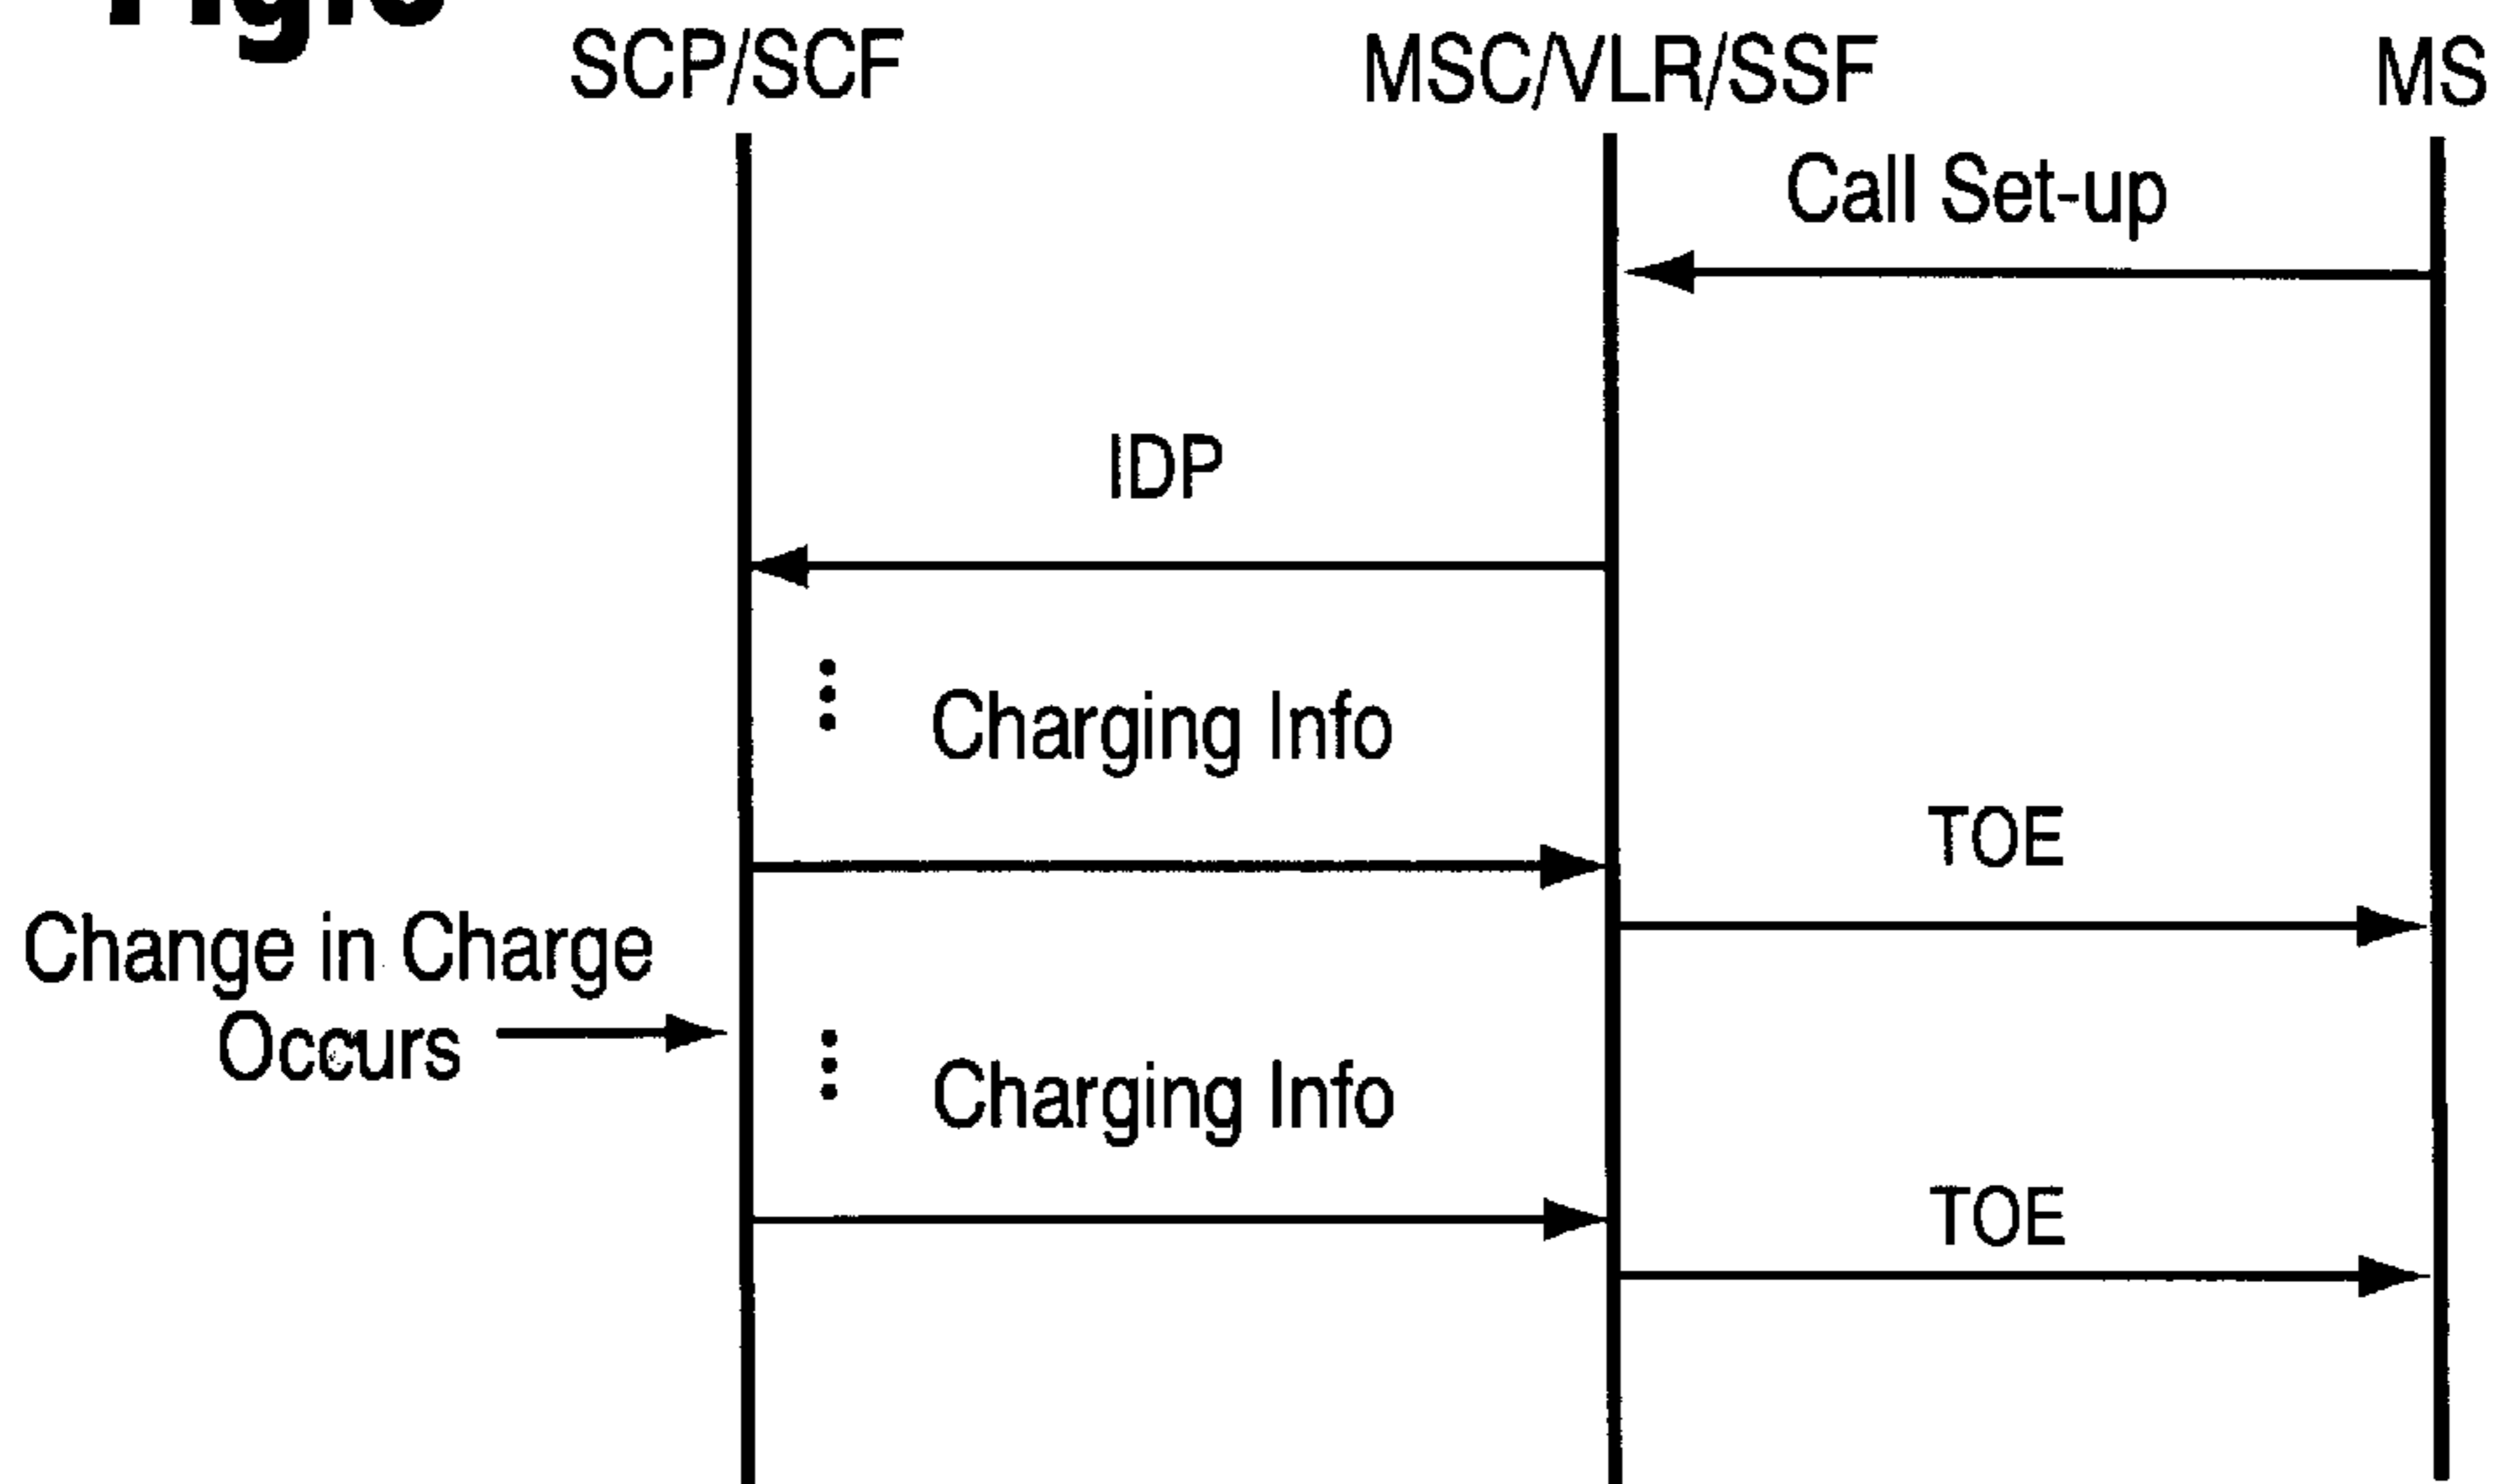 SCP/SCF
MSC/VLR/SSF
MS
Call Set-up
IDP
Charging Info
TOE
Change in Charge
Occurs
Charging Info
TOE